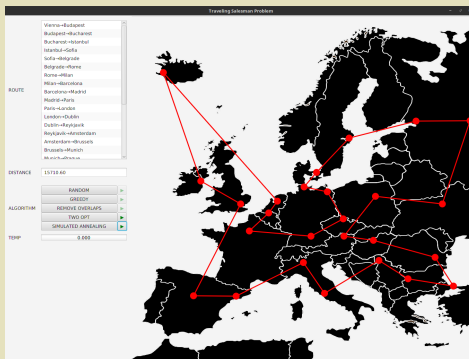 Traveling Salesman Problem
ROUTE
Vienna→Budapest
Budapest→Bucharest
Bucharest→Istanbul
Istanbul→Sofia
Sofia→Belgrade
Belgrade→Rome
Rome→Milan
Milan→Barcelona
Barcelona→Madrid
Madrid→Paris
Paris→London
London→Dublin
Dublin→Reykjavik
Reykjavik→Amsterdam
Amsterdam→Brussels
Brussels→Munich
Munich→Prague
DISTANCE
15710.60
ALGORITHM
RANDOM
GREEDY
REMOVE OVERLAPS
TWO OPT
SIMULATED ANNEALING
TEMP
0.000